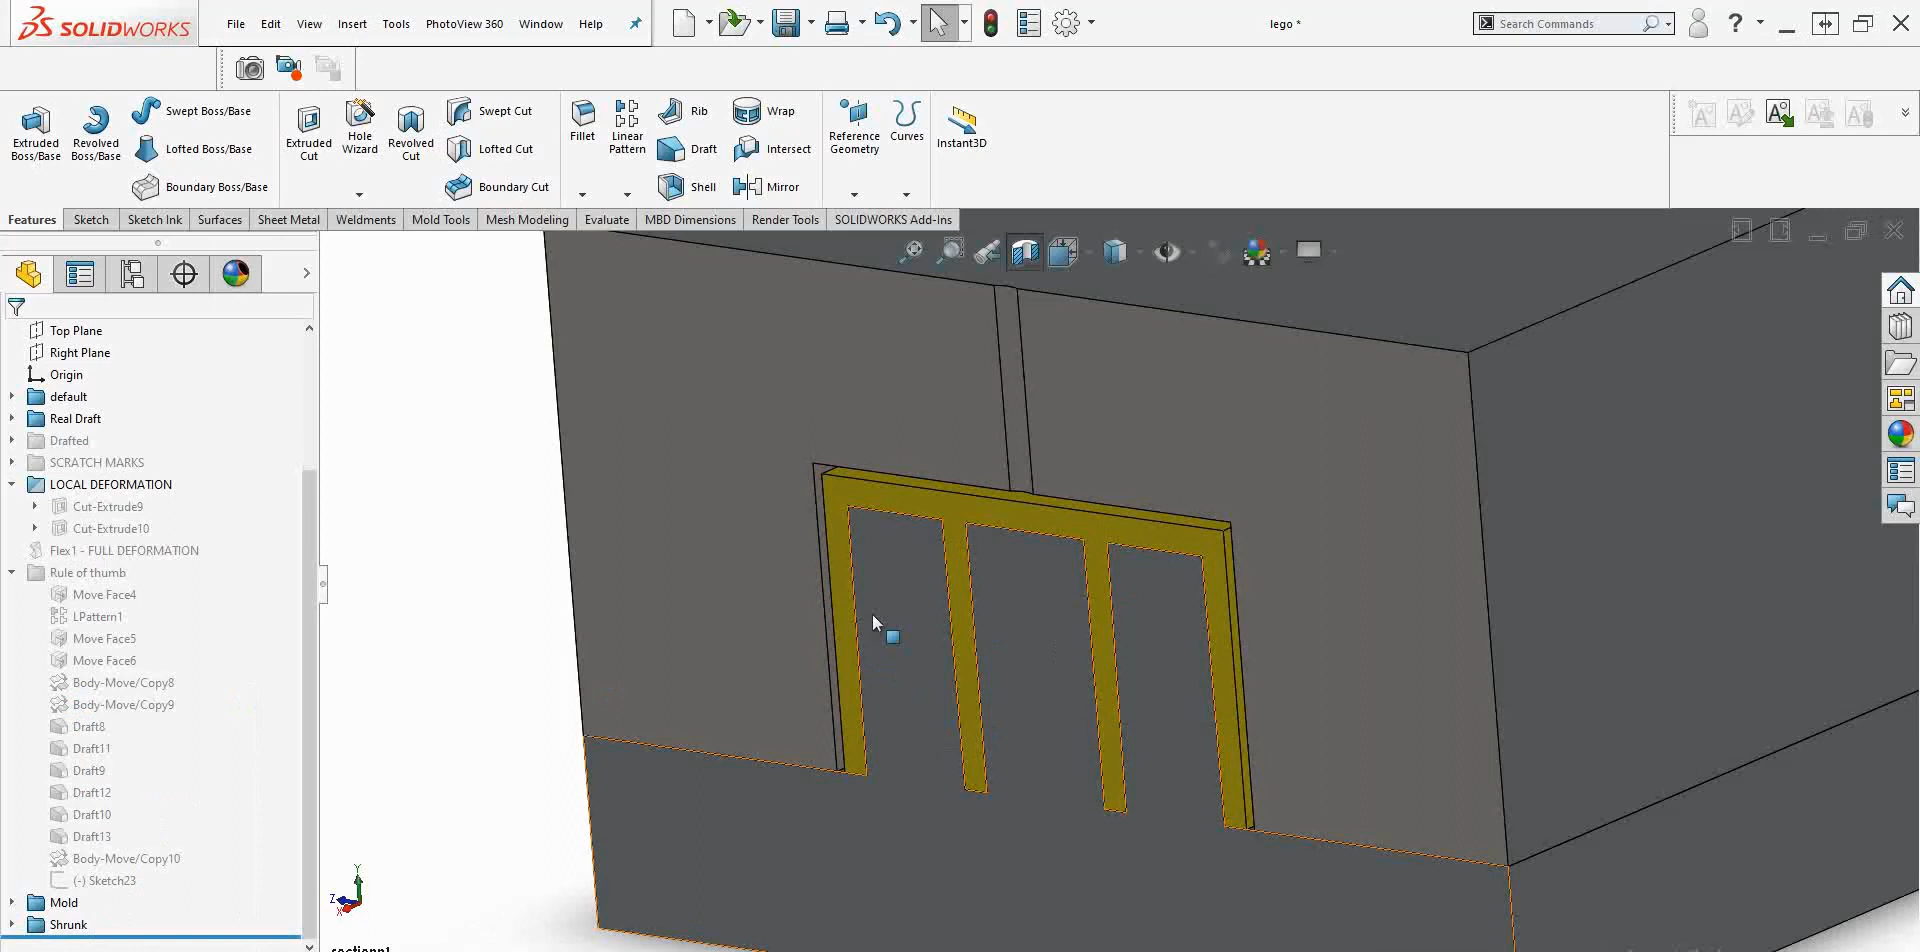 SOLIDWORKS
File Edit View Insert Tools PhotoView 360 Window Help
lego *
Search Commands
?
Extruded Boss/Base
Revolved Boss/Base
Swept Boss/Base
Lofted Boss/Base
Boundary Boss/Base
Extruded Cut
Hole Wizard
Revolved Cut
Swept Cut
Lofted Cut
Boundary Cut
Fillet
Linear Pattern
Rib
Draft
Shell
Wrap
Intersect
Mirror
Reference Geometry
Curves
Instant3D
Features Sketch Sketch Ink Surfaces Sheet Metal Weldments Mold Tools Mesh Modeling Evaluate MBD Dimensions Render Tools SOLIDWORKS Add-Ins
Top Plane
Right Plane
Origin
default
Real Draft
Drafted
SCRATCH MARKS
LOCAL DEFORMATION
Cut-Extrude9
Cut-Extrude10
Flex1 - FULL DEFORMATION
Rule of thumb
Move Face4
LPattern1
Move Face5
Move Face6
Body-Move/Copy8
Body-Move/Copy9
Draft8
Draft11
Draft9
Draft12
Draft10
Draft13
Body-Move/Copy10
(-) Sketch23
Mold
Shrunk
Y
Z
X